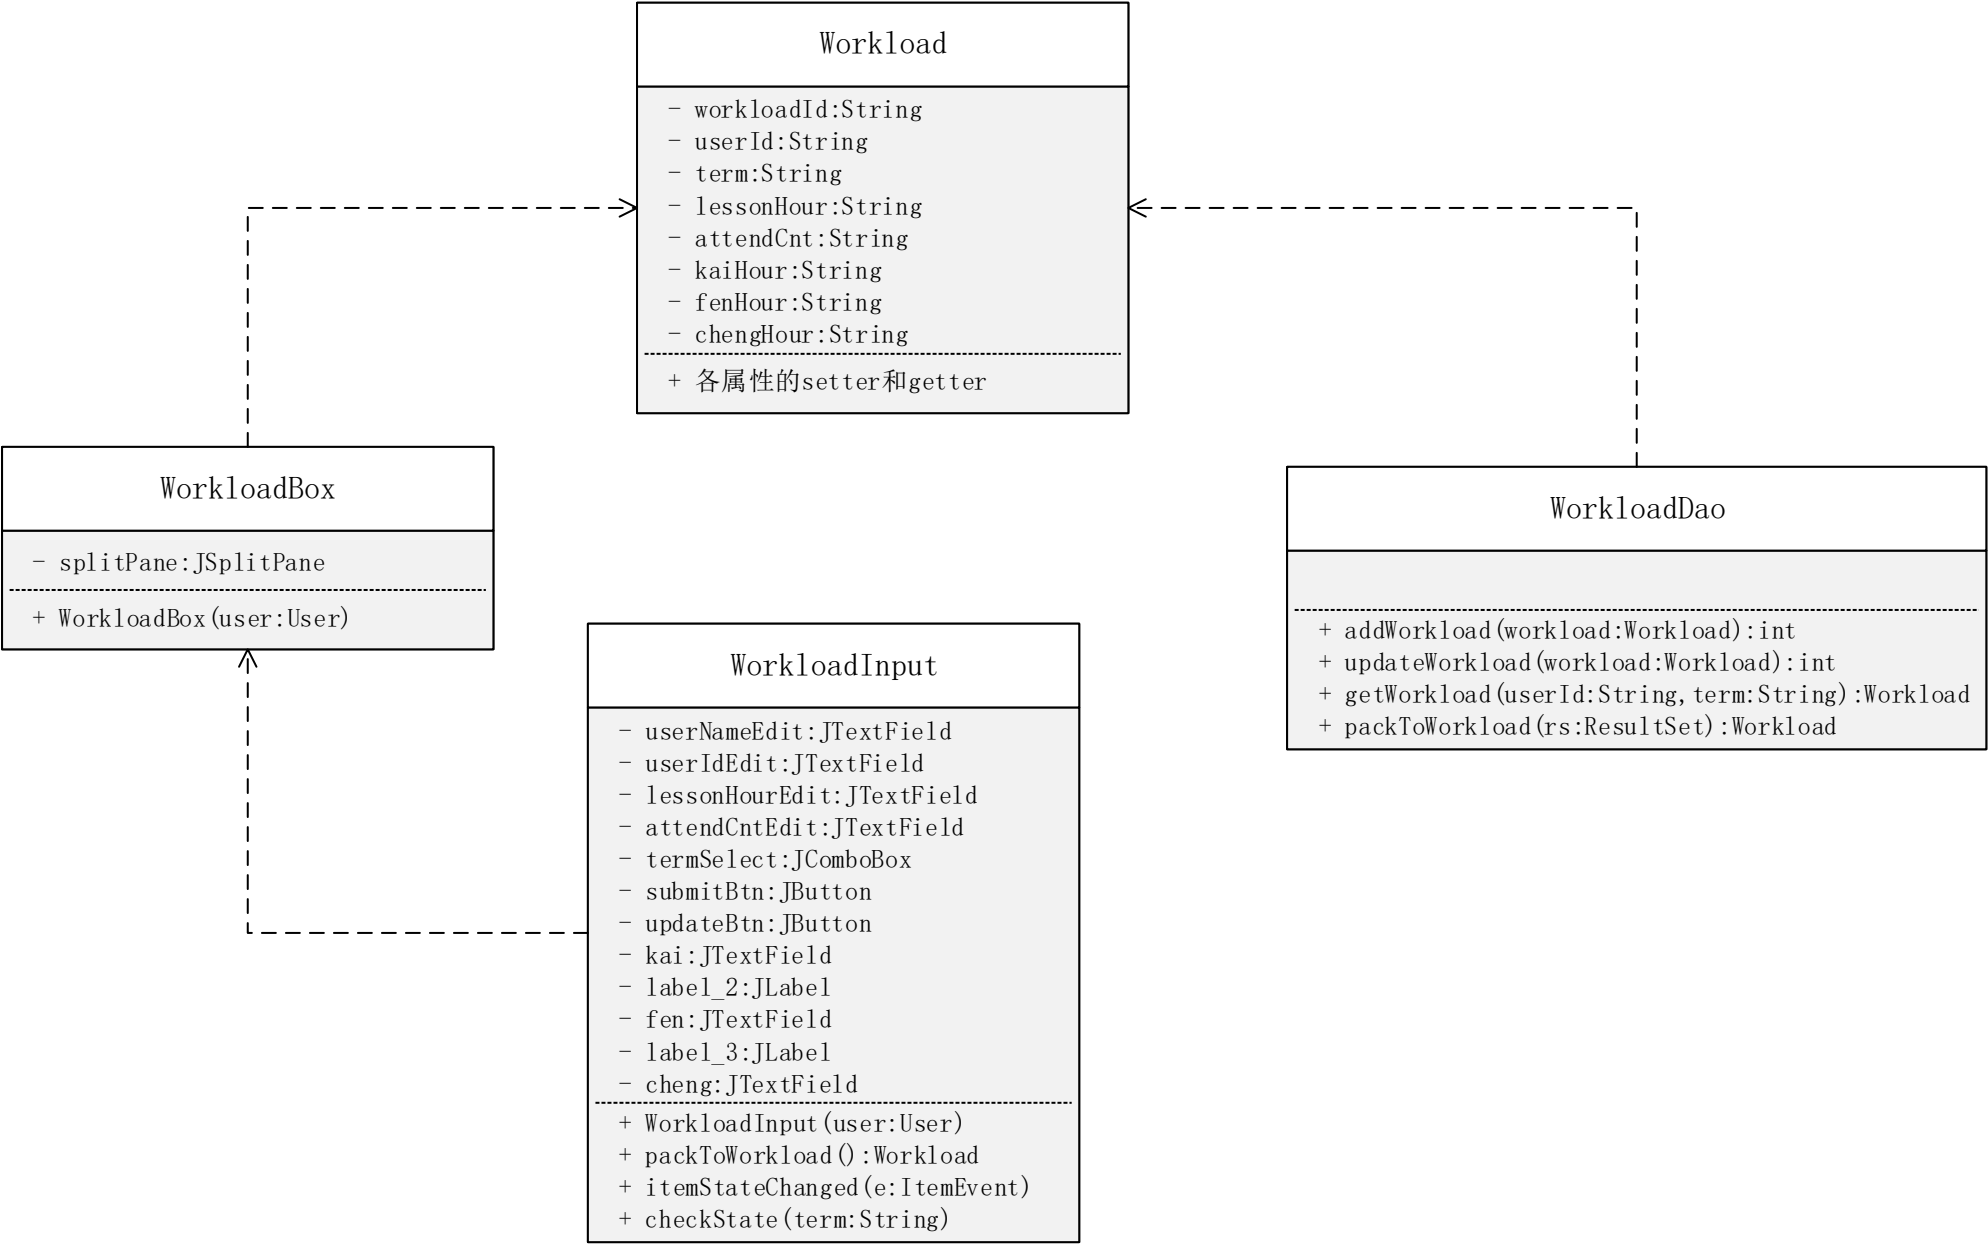 Workload
- workloadId:String
- userId:String
- term:String
- lessonHour:String
- attendCnt:String
- kaiHour:String
- fenHour:String
- chengHour:String
+ 各属性的setter和getter
WorkloadBox
- splitPane:JSplitPane
+ WorkloadBox(user:User)
WorkloadDao
+ addWorkload(workload:Workload):int
+ updateWorkload(workload:Workload):int
+ getWorkload(userId:String,term:String):Workload
+ packToWorkload(rs:ResultSet):Workload
WorkloadInput
- userNameEdit:JTextField
- userIdEdit:JTextField
- lessonHourEdit:JTextField
- attendCntEdit:JTextField
- termSelect:JComboBox
- submitBtn:JButton
- updateBtn:JButton
- kai:JTextField
- label_2:JLabel
- fen:JTextField
- label_3:JLabel
- cheng:JTextField
+ WorkloadInput(user:User)
+ packToWorkload():Workload
+ itemStateChanged(e:ItemEvent)
+ checkState(term:String)